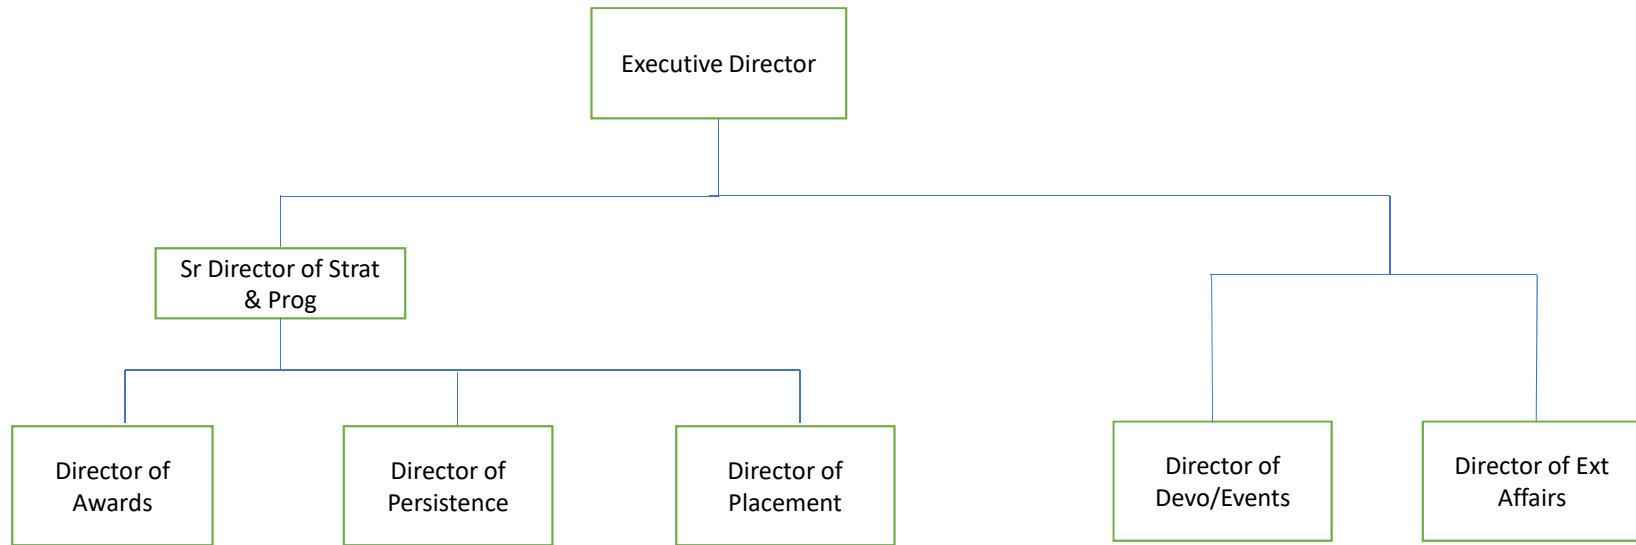 Executive Director
Sr Director of Strat
& Prog
Director of
Awards
Director of
Persistence
Director of
Placement
Director of
Devo/Events
Director of Ext
Affairs